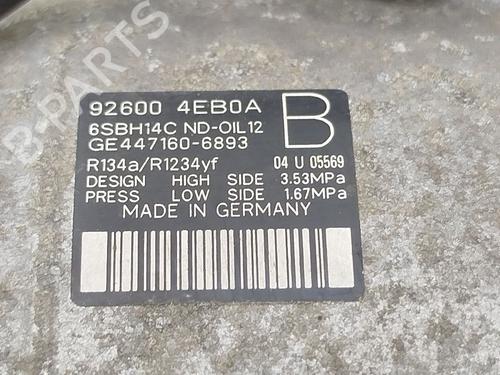 B-PARTS
92600 4EB0A
B
6SBH14C ND-OIL12
GE447160-6893
R134a/R1234yf 04 U 05569
DESIGN HIGH SIDE 3.53MPa
PRESS LOW SIDE 1.67MPa
MADE IN GERMANY